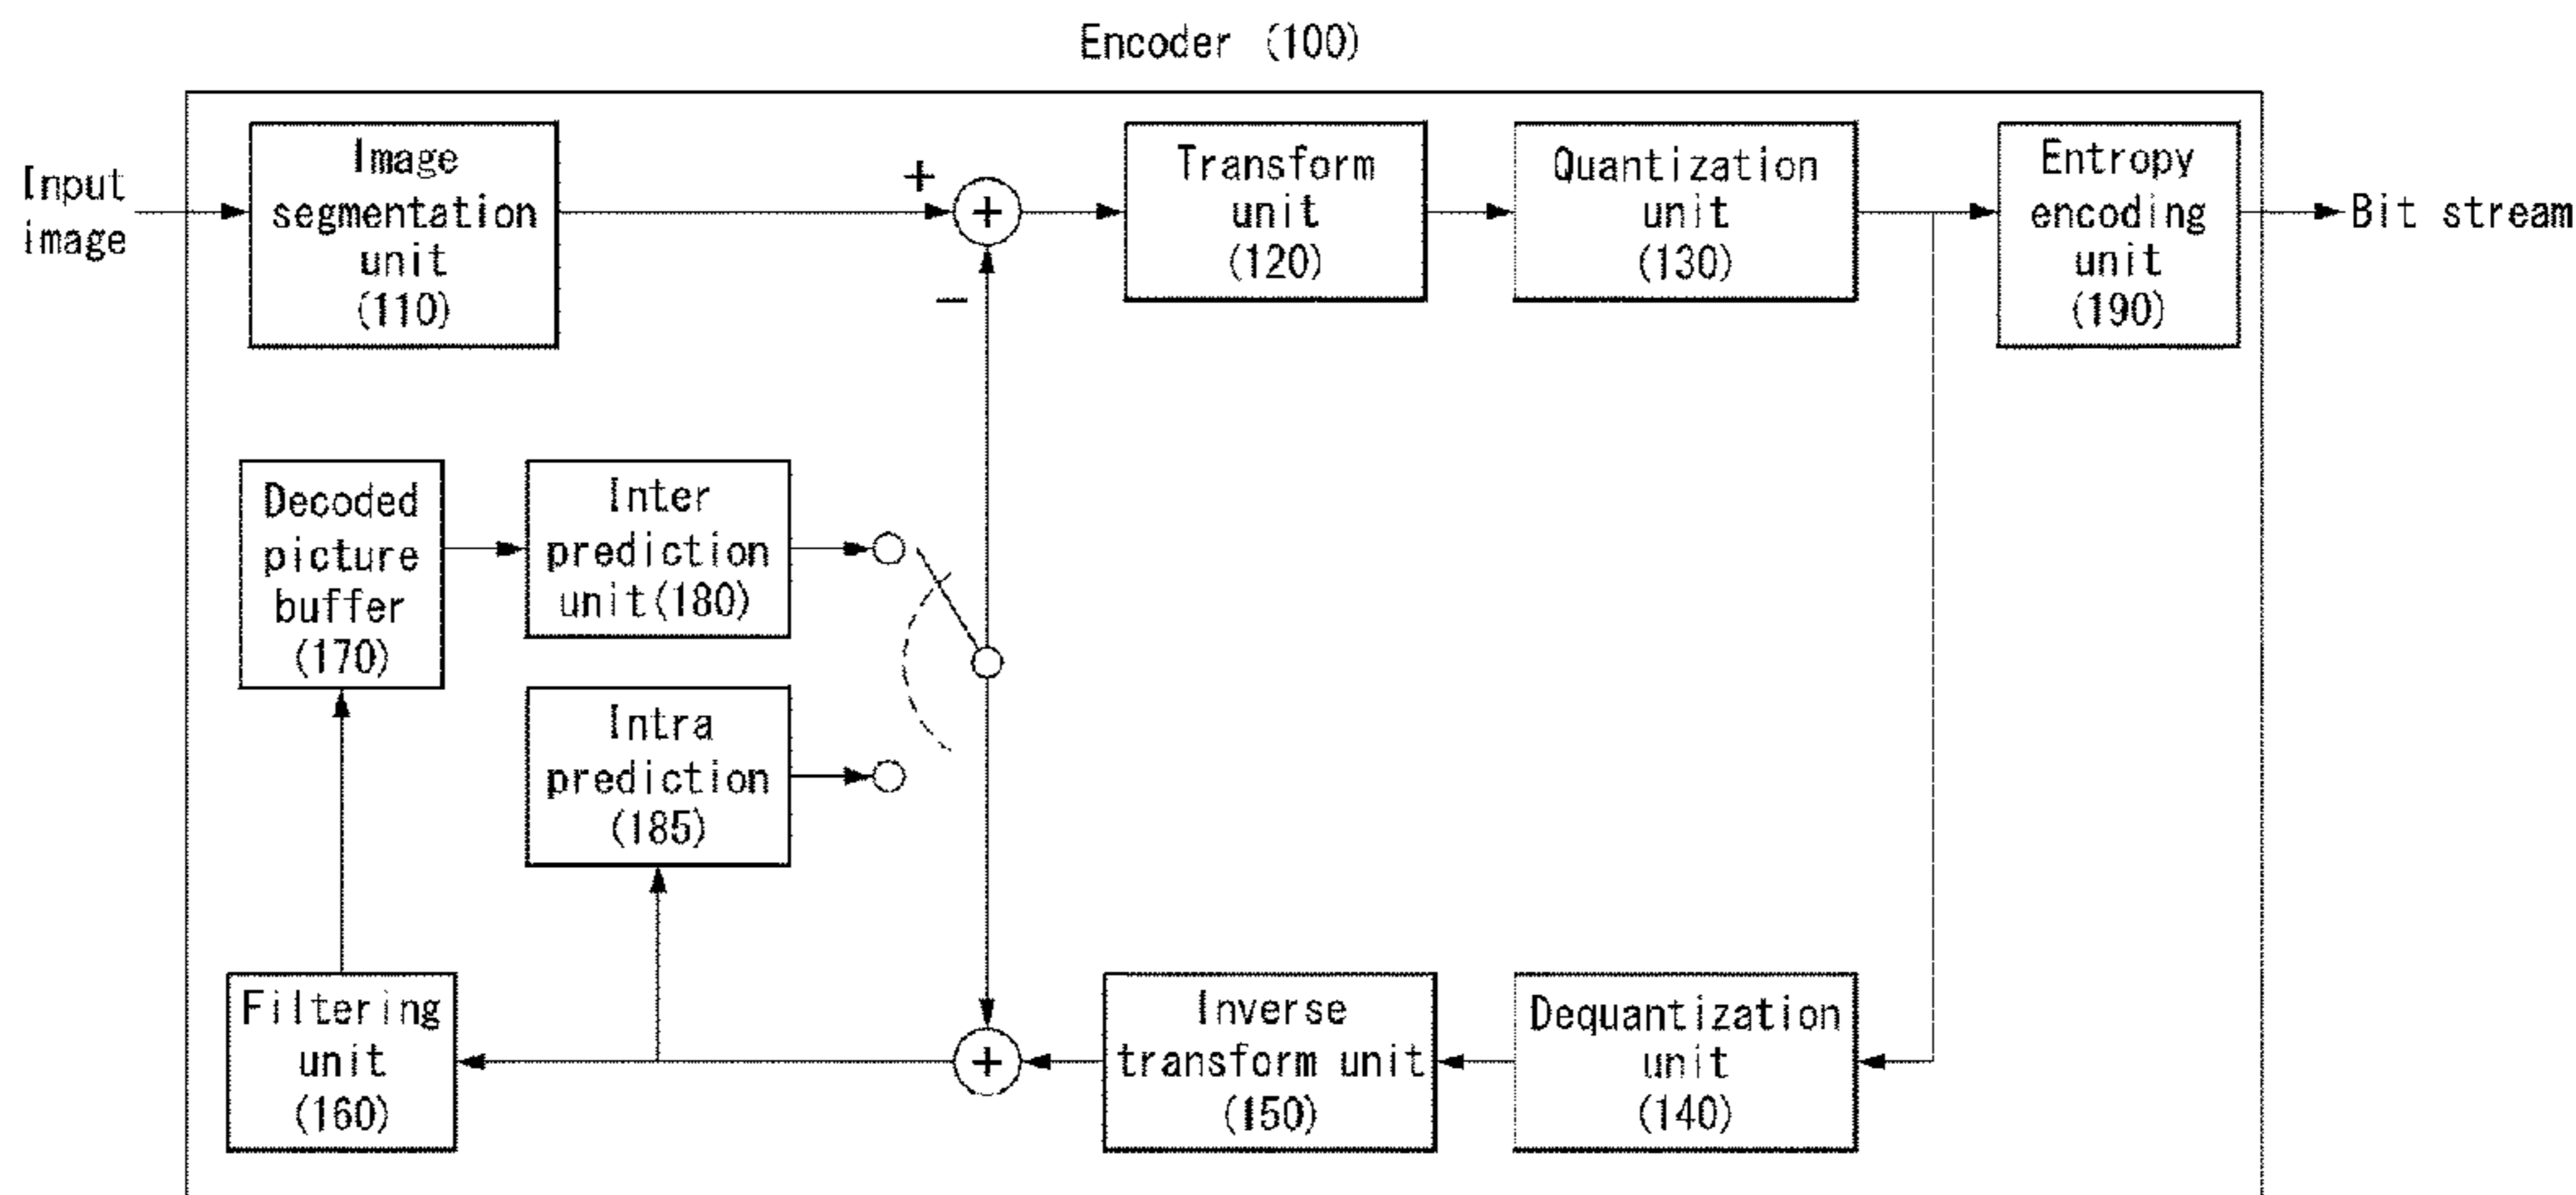 Encoder (100)
Input
image
Image
segmentation
unit
(110)
+
+
−
Transform
unit
(120)
Quantization
unit
(130)
Entropy
encoding
unit
(190)
Bit stream
Decoded
picture
buffer
(170)
Inter
prediction
unit(180)
Intra
prediction
(185)
Filtering
unit
(160)
+
Inverse
transform unit
(150)
Dequantization
unit
(140)